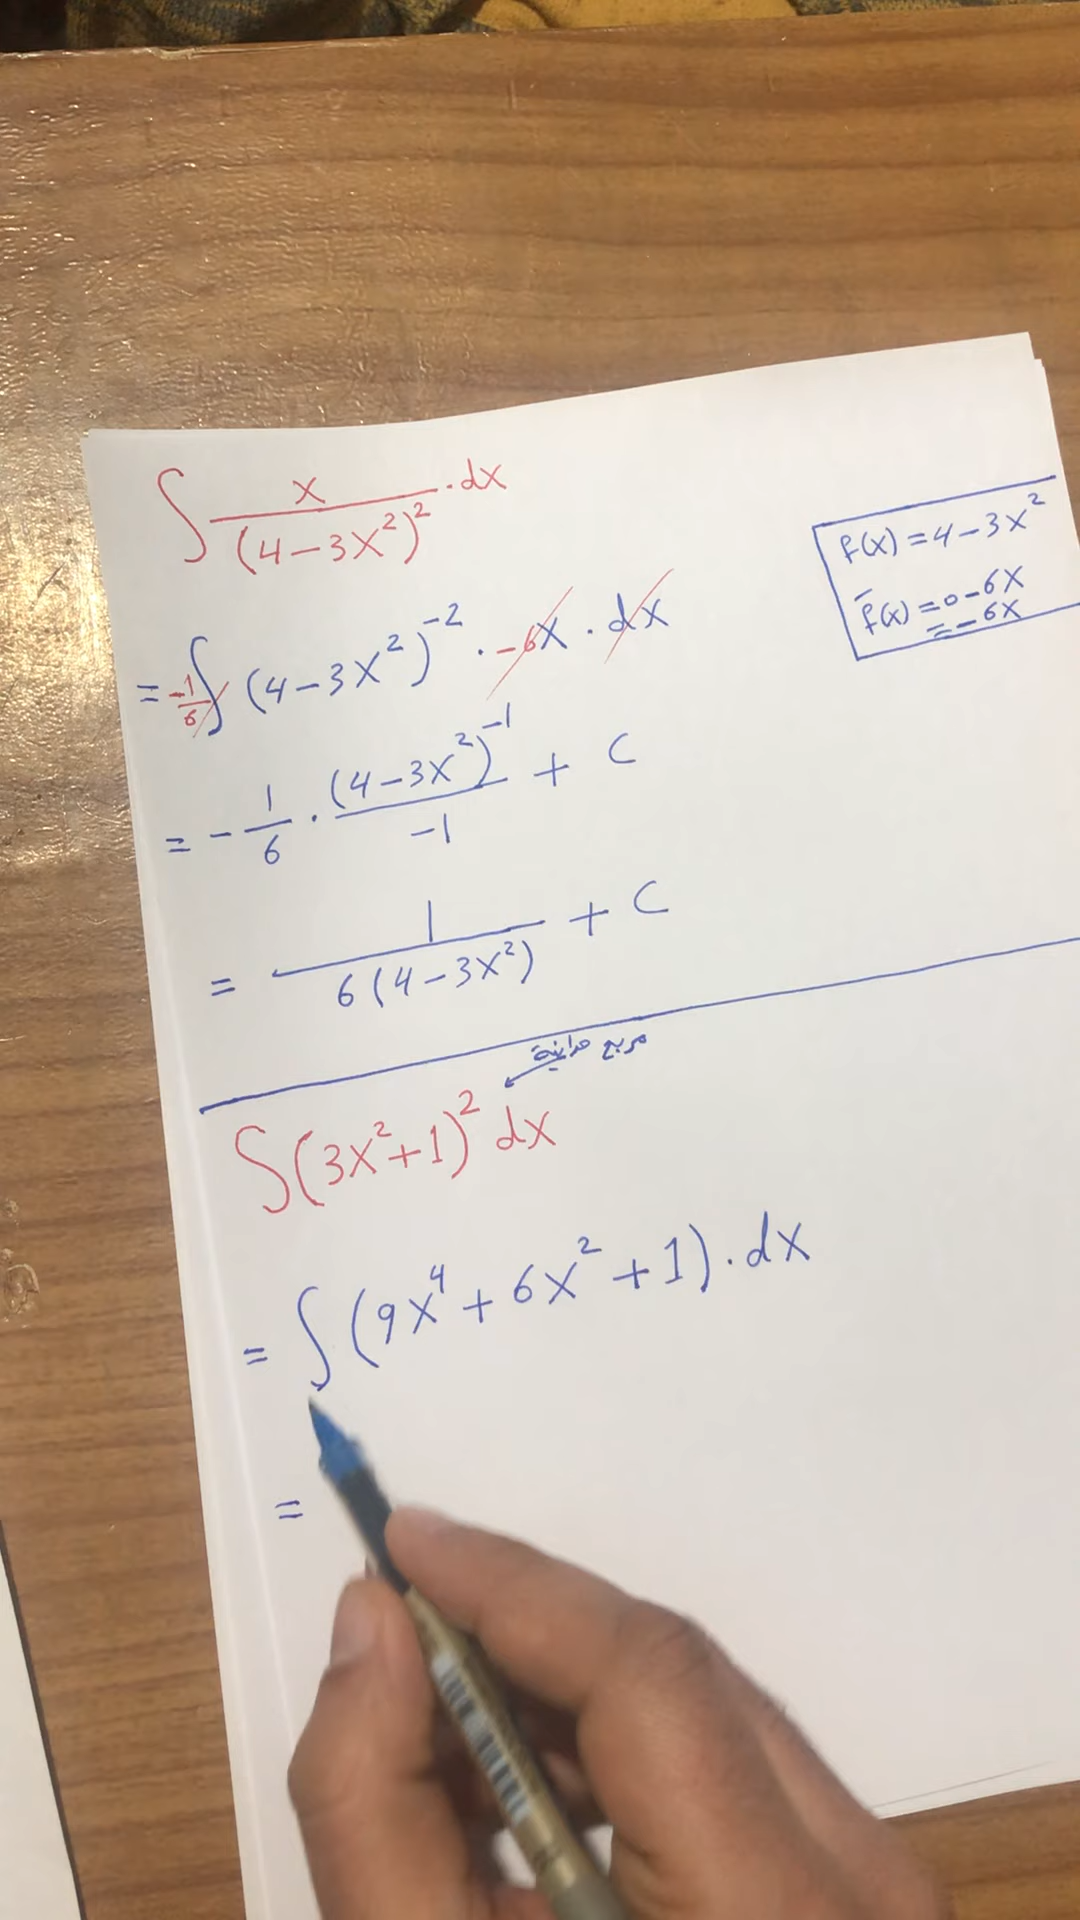 ∫ x/(4-3x²)² · dx
f(x) = 4-3x²
f̄(x) = 0-6x
= -6x
= -1/6 ∫ (4-3x²)⁻² · -6x · dx
= - 1/6 · (4-3x²)⁻¹/-1 + C
= 1/6(4-3x²) + C
مربع حدانية
∫(3x²+1)² dx
= ∫ (9x⁴ + 6x² + 1) · dx
=